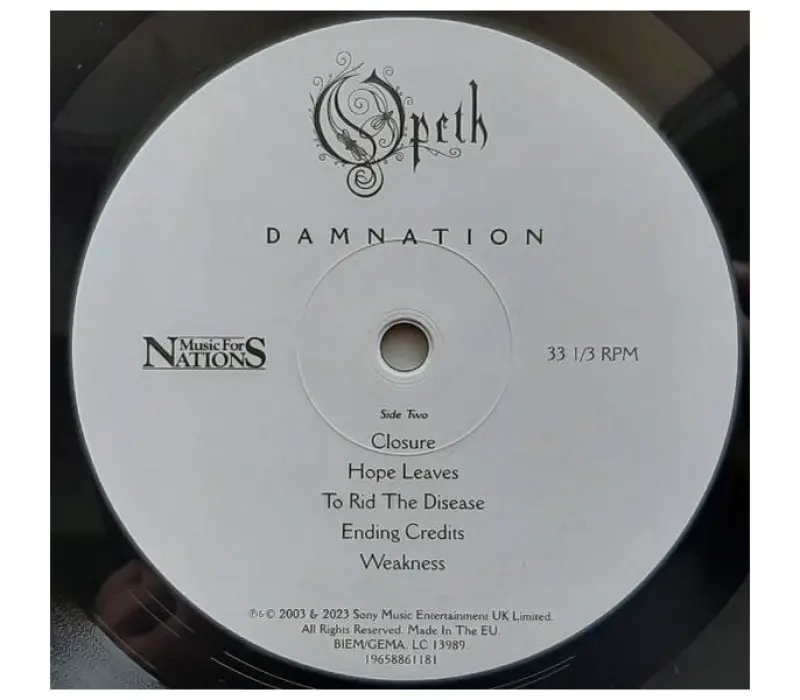 Opeth
DAMNATION
Music For
NATIONS
33 1/3 RPM
Side Two
Closure
Hope Leaves
To Rid The Disease
Ending Credits
Weakness
℗&© 2003 & 2023 Sony Music Entertainment UK Limited.
All Rights Reserved. Made In The EU.
BIEM/GEMA. LC 13989
19658861181